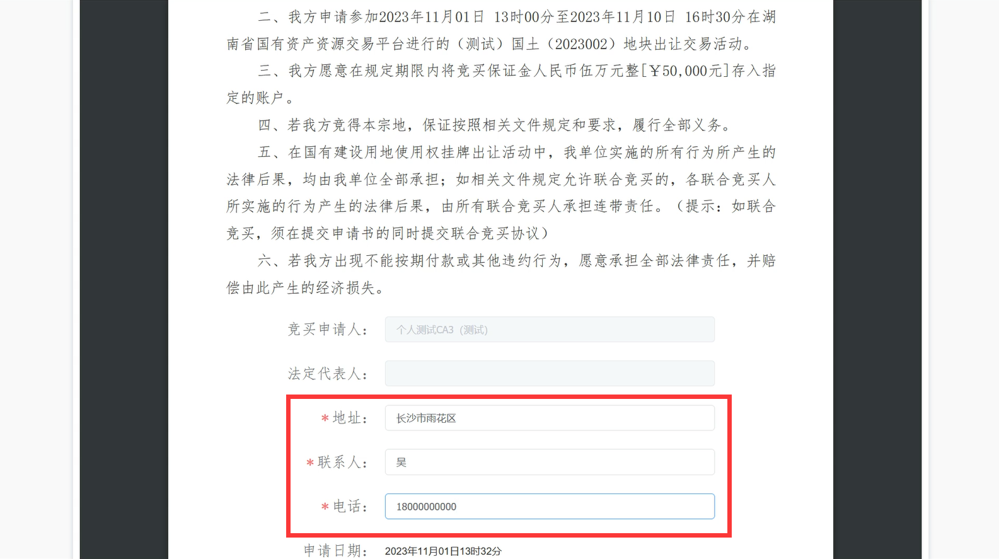 二、我方申请参加2023年11月01日 13时00分至2023年11月10日 16时30分在湖
南省国有资产资源交易平台进行的（测试）国土（2023002）地块出让交易活动。
三、我方愿意在规定期限内将竞买保证金人民币伍万元整[￥50,000元]存入指
定的账户。
四、若我方竞得本宗地，保证按照相关文件规定和要求，履行全部义务。
五、在国有建设用地使用权挂牌出让活动中，我单位实施的所有行为所产生的
法律后果，均由我单位全部承担；如相关文件规定允许联合竞买的，各联合竞买人
所实施的行为产生的法律后果，由所有联合竞买人承担连带责任。（提示：如联合
竞买，须在提交申请书的同时提交联合竞买协议）
六、若我方出现不能按期付款或其他违约行为，愿意承担全部法律责任，并赔
偿由此产生的经济损失。
竞买申请人： 个人测试CA3（测试）
法定代表人：
*地址： 长沙市雨花区
*联系人： 吴
*电话： 18000000000
申请日期： 2023年11月01日13时32分